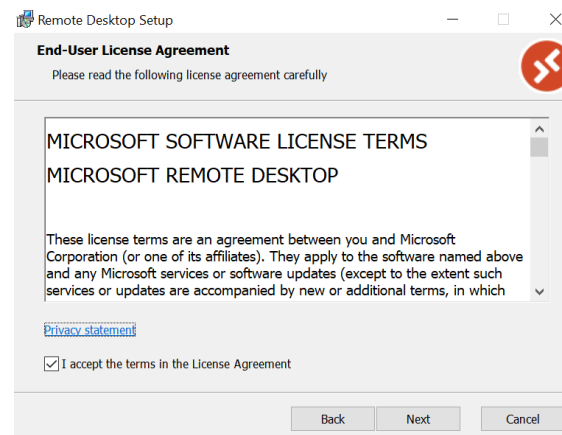 Remote Desktop Setup
End-User License Agreement
Please read the following license agreement carefully
MICROSOFT SOFTWARE LICENSE TERMS
MICROSOFT REMOTE DESKTOP
These license terms are an agreement between you and Microsoft
Corporation (or one of its affiliates). They apply to the software named above
and any Microsoft services or software updates (except to the extent such
services or updates are accompanied by new or additional terms, in which
Privacy statement
I accept the terms in the License Agreement
Back Next Cancel